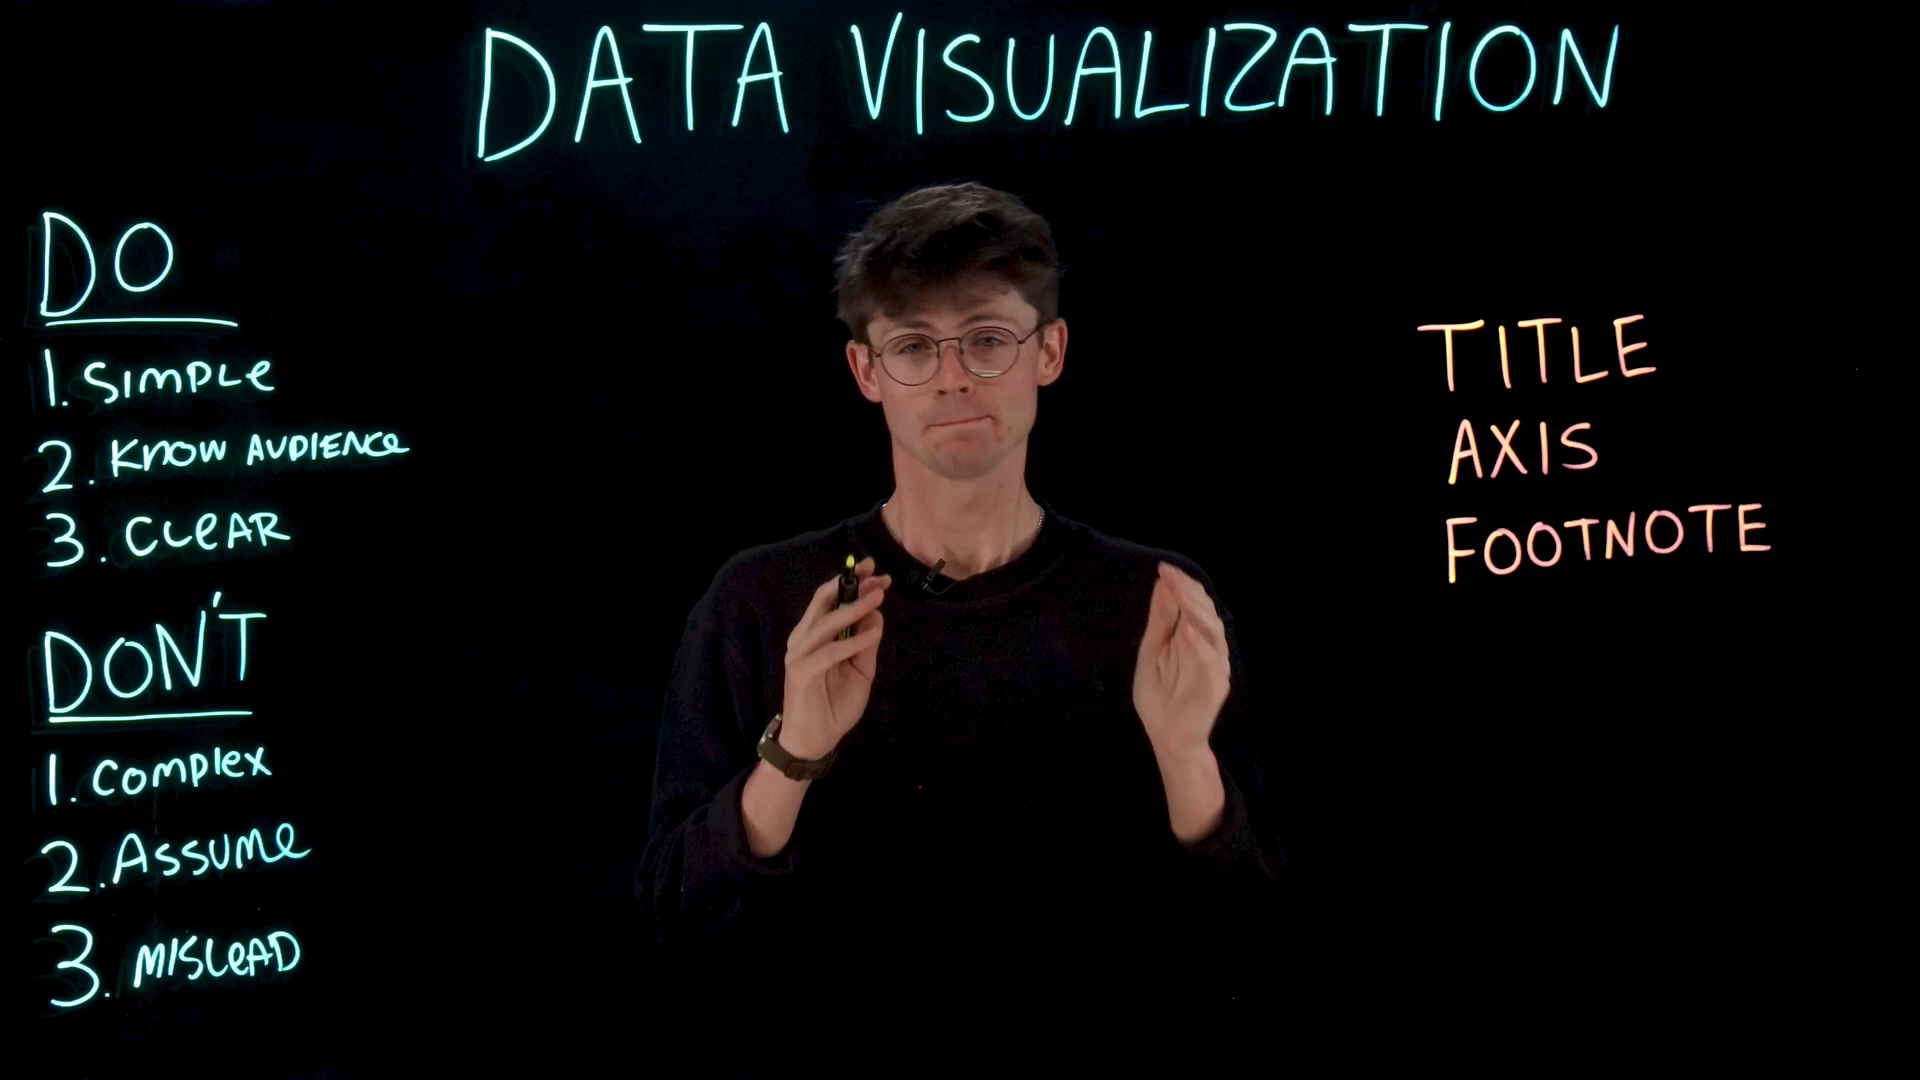 DATA VISUALIZATION
DO
1. SIMPLe
2. KNOW AUDIENCe
3. CLeAR
DON'T
1. Complex
2. ASSUMe
3. MISLeAD
TITLE
AXIS
FOOTNOTE